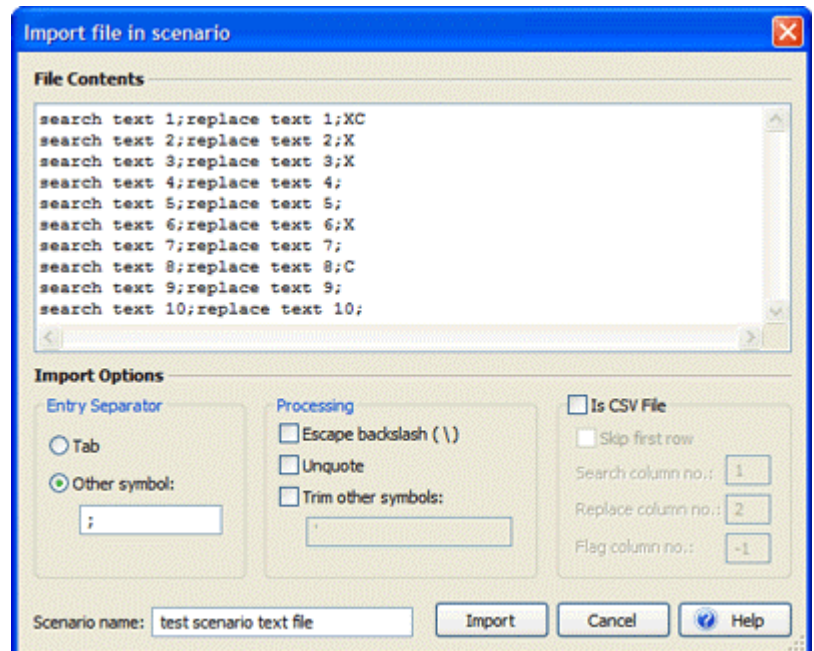 Import file in scenario
File Contents
search text 1;replace text 1;XC
search text 2;replace text 2;X
search text 3;replace text 3;X
search text 4;replace text 4;
search text 5;replace text 5;
search text 6;replace text 6;X
search text 7;replace text 7;
search text 8;replace text 8;C
search text 9;replace text 9;
search text 10;replace text 10;
Import Options
Entry Separator
Tab
Other symbol:
;
Processing
Escape backslash ( \ )
Unquote
Trim other symbols:
'
Is CSV File
Skip first row
Search column no.: 1
Replace column no.: 2
Flag column no.: -1
Scenario name: test scenario text file Import Cancel Help